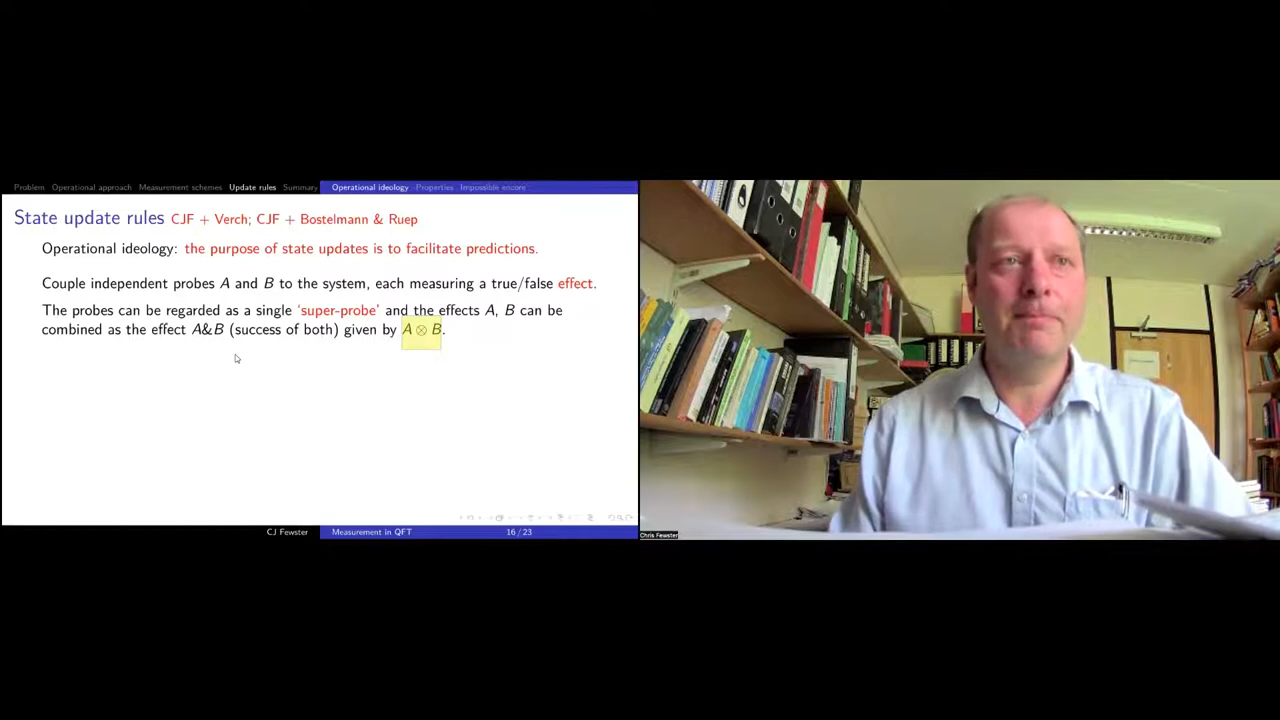 Problem Operational approach Measurement schemes Update rules Summary Operational ideology Properties Impossible encore
State update rules CJF + Verch; CJF + Bostelmann & Ruep
Operational ideology: the purpose of state updates is to facilitate predictions.
Couple independent probes A and B to the system, each measuring a true/false effect.
The probes can be regarded as a single ‘super-probe’ and the effects A, B can be
combined as the effect A&B (success of both) given by A ⊗ B.
CJ Fewster Measurement in QFT 16 / 23
Chris Fewster